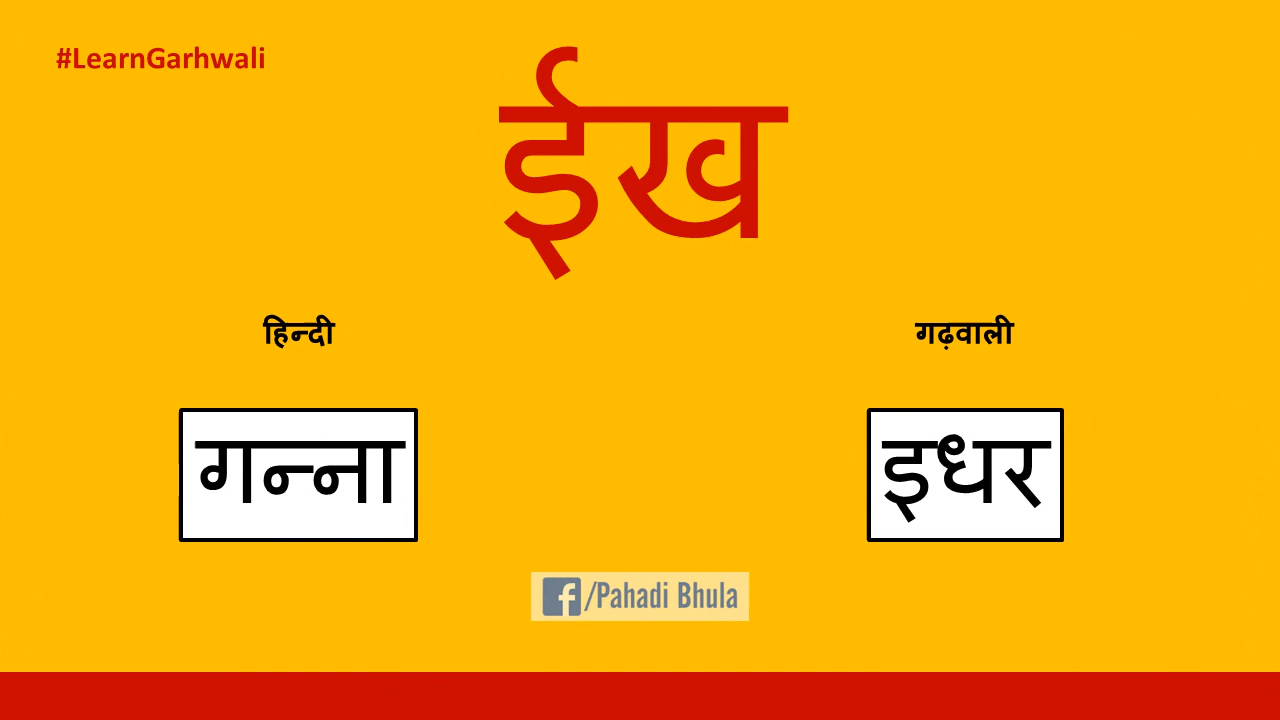 #LearnGarhwali
ईख
हिन्दी
गढ़वाली
गन्ना
इधर
f/Pahadi Bhula